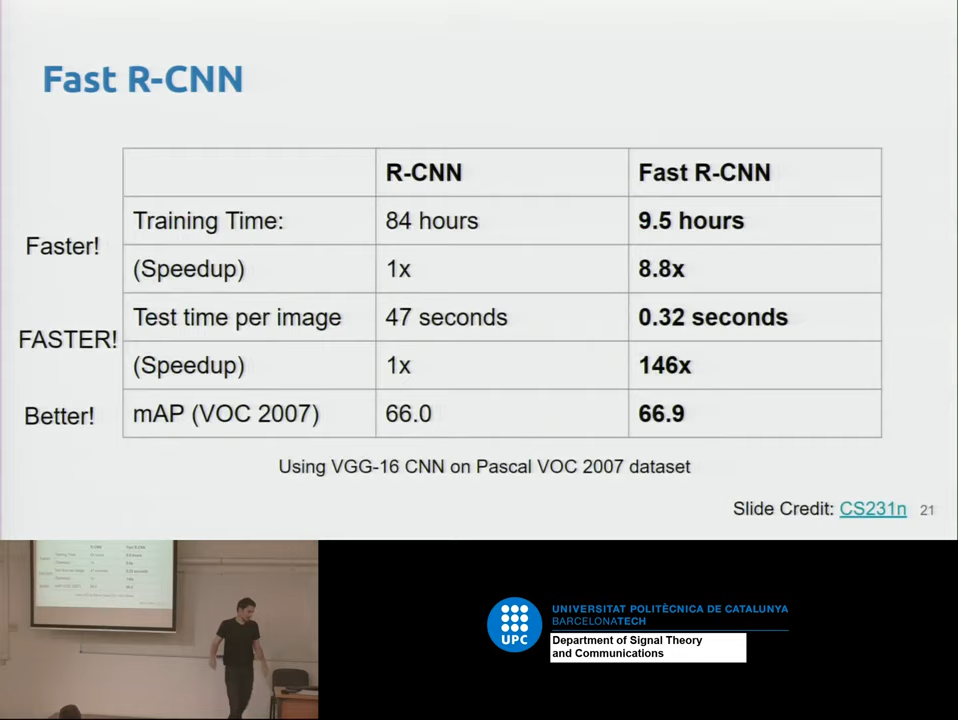 Fast R-CNN
R-CNN Fast R-CNN
Faster!
Training Time: 84 hours 9.5 hours
(Speedup) 1x 8.8x
FASTER!
Test time per image 47 seconds 0.32 seconds
(Speedup) 1x 146x
Better!
mAP (VOC 2007) 66.0 66.9
Using VGG-16 CNN on Pascal VOC 2007 dataset
Slide Credit: CS231n 21
UPC
UNIVERSITAT POLITÈCNICA DE CATALUNYA
BARCELONATECH
Department of Signal Theory
and Communications